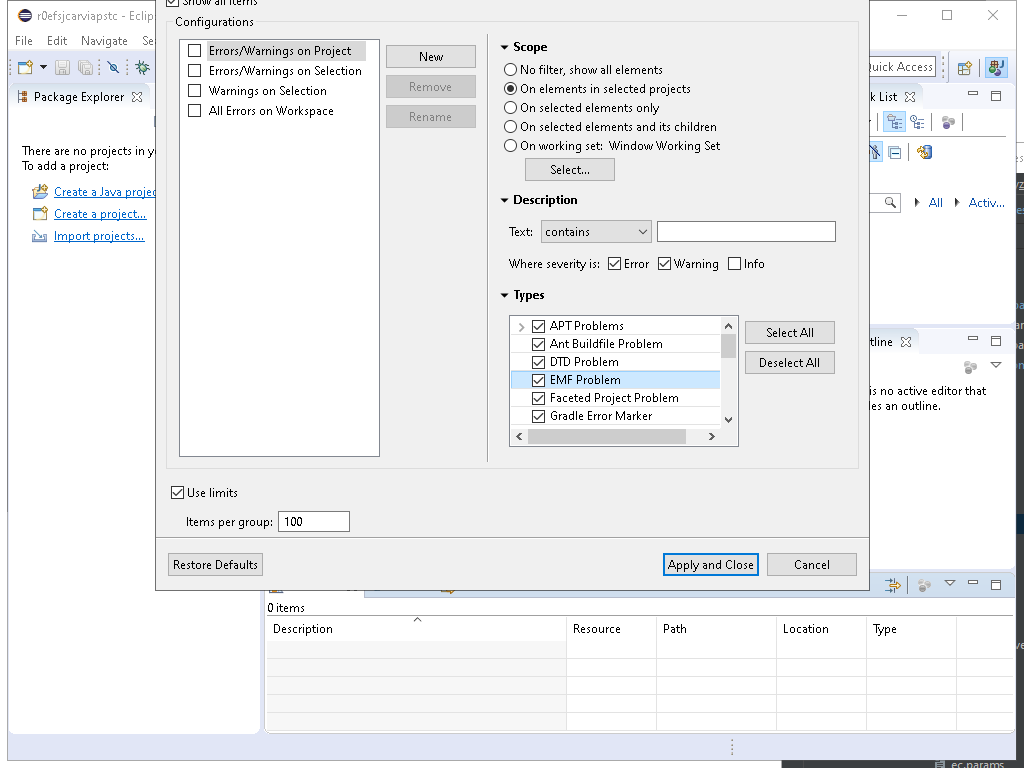 r0efsjcarviapstc - Eclip
Show all items
File Edit Navigate Se
Configurations
Errors/Warnings on Project
Errors/Warnings on Selection
Warnings on Selection
All Errors on Workspace
New
Remove
Rename
Scope
No filter, show all elements
On elements in selected projects
On selected elements only
On selected elements and its children
On working set: Window Working Set
Select...
Description
Text: contains
Where severity is: Error Warning Info
Types
APT Problems
Ant Buildfile Problem
DTD Problem
EMF Problem
Faceted Project Problem
Gradle Error Marker
Select All
Deselect All
Use limits
Items per group: 100
Restore Defaults
Apply and Close
Cancel
Quick Access
Package Explorer
There are no projects in y
To add a project:
Create a Java projec
Create a project...
Import projects...
k List
All Activ...
tline
is no active editor that
les an outline.
0 items
Description Resource Path Location Type
ec.params